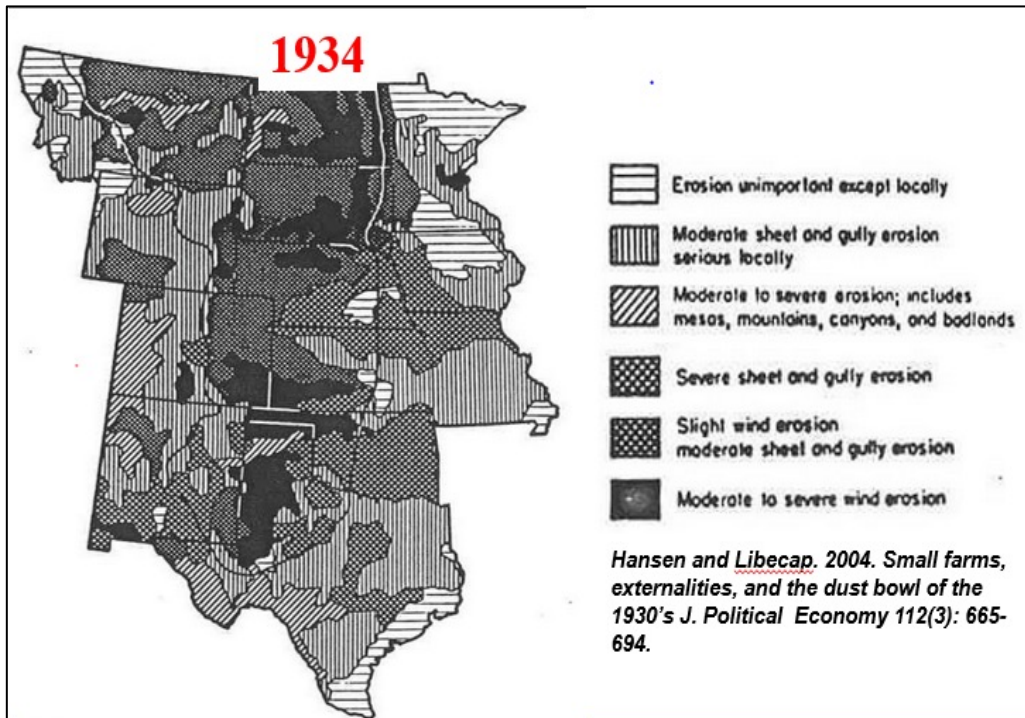 1934
Erosion unimportant except locally
Moderate sheet and gully erosion
serious locally
Moderate to severe erosion; includes
mesas, mountains, canyons, and badlands
Severe sheet and gully erosion
Slight wind erosion
moderate sheet and gully erosion
Moderate to severe wind erosion
Hansen and Libecap. 2004. Small farms,
externalities, and the dust bowl of the
1930's J. Political Economy 112(3): 665-
694.